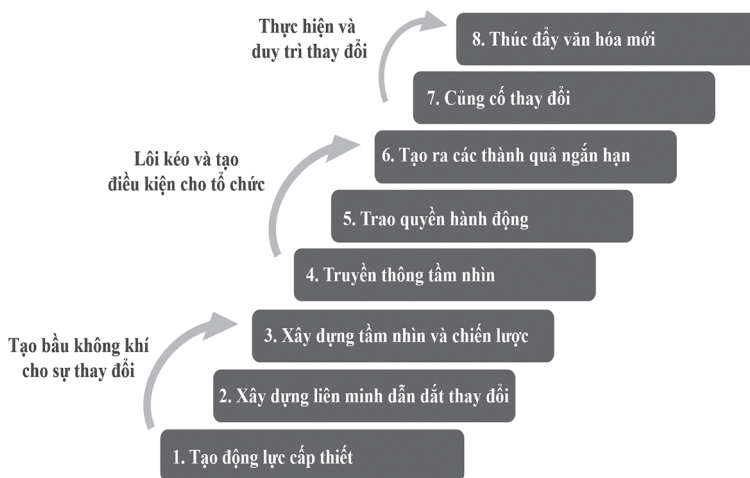 Thực hiện và
duy trì thay đổi
8. Thúc đẩy văn hóa mới
7. Củng cố thay đổi
Lôi kéo và tạo
điều kiện cho tổ chức
6. Tạo ra các thành quả ngắn hạn
5. Trao quyền hành động
4. Truyền thông tầm nhìn
Tạo bầu không khí
cho sự thay đổi
3. Xây dựng tầm nhìn và chiến lược
2. Xây dựng liên minh dẫn dắt thay đổi
1. Tạo động lực cấp thiết